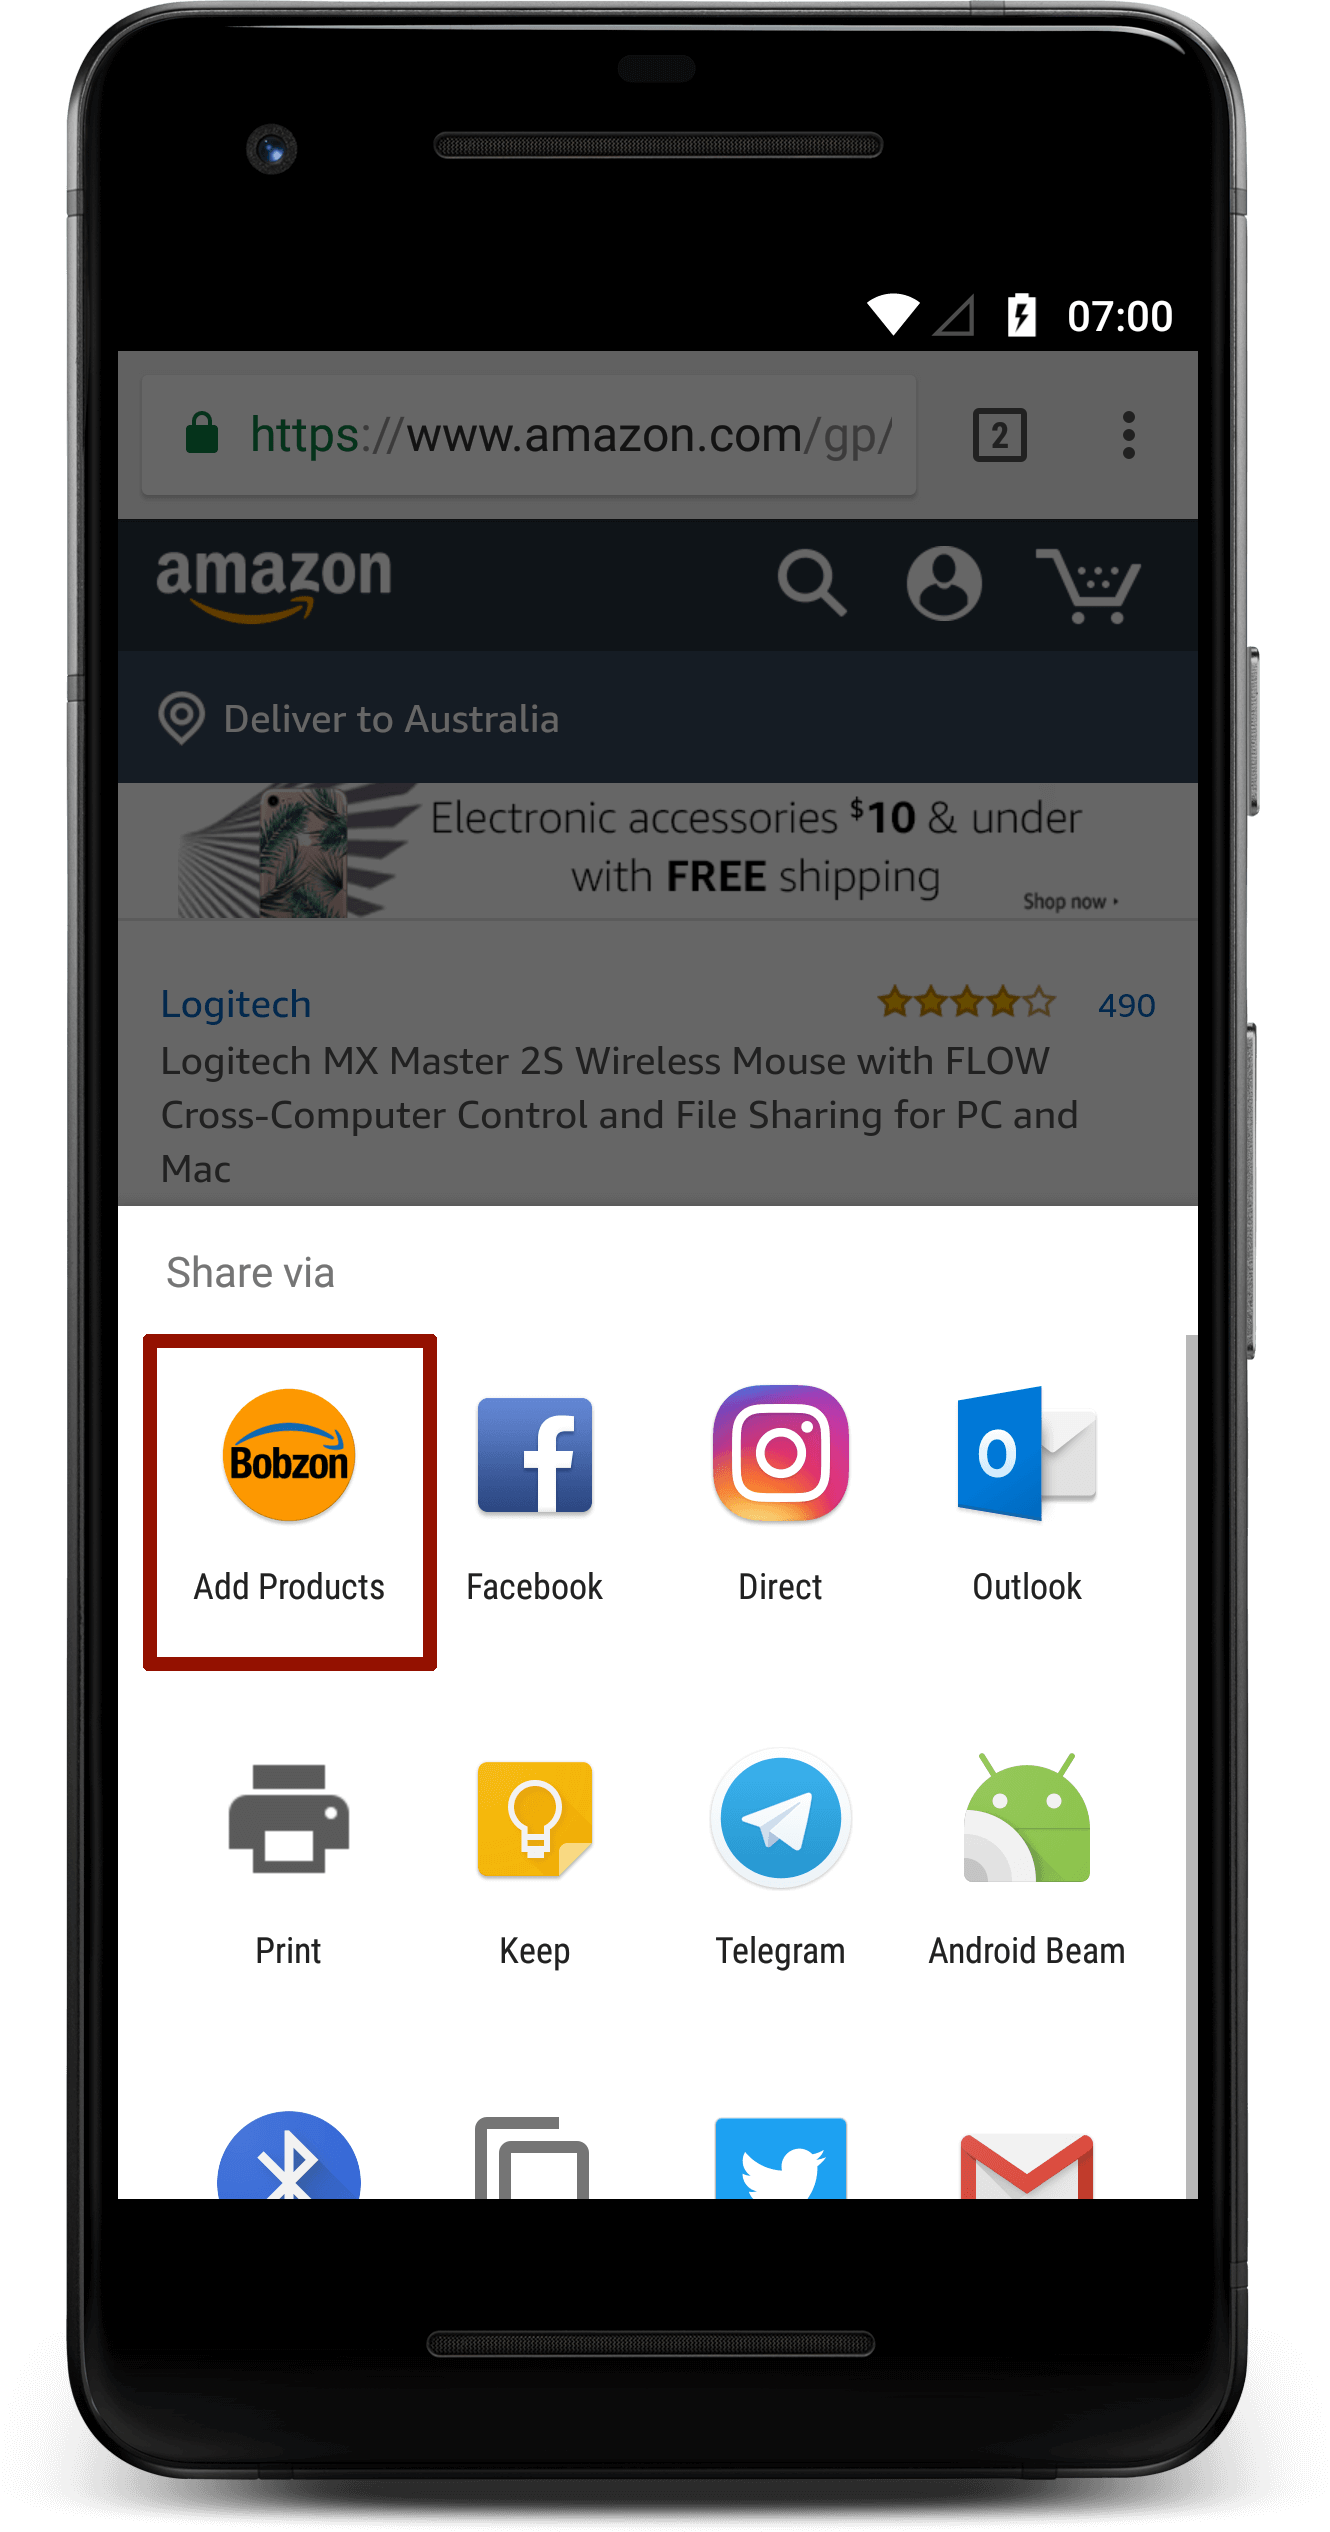 07:00
https://www.amazon.com/gp/
2
amazon
Deliver to Australia
Electronic accessories $10 & under
with FREE shipping
Shop now
Logitech
490
Logitech MX Master 2S Wireless Mouse with FLOW
Cross-Computer Control and File Sharing for PC and
Mac
Share via
Bobzon
Add Products
Facebook
Direct
Outlook
Print
Keep
Telegram
Android Beam